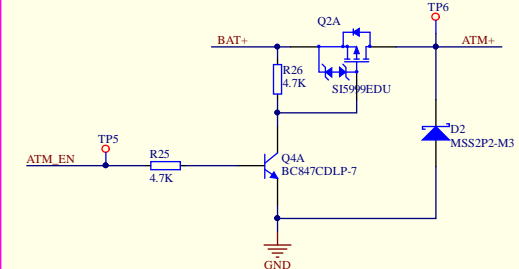 TP6
Q2A
BAT+
ATM+
R26
4.7K
SI5999EDU
TP5
R25
D2
MSS2P2-M3
ATM_EN
4.7K
Q4A
BC847CDLP-7
GND